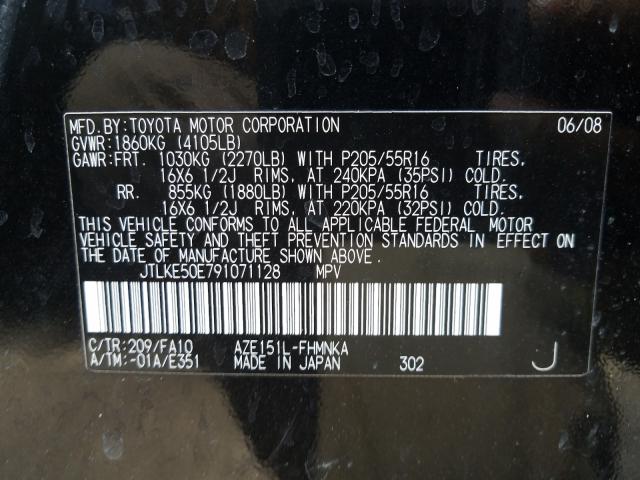 MFD.BY:TOYOTA MOTOR CORPORATION 06/08
GVWR:1860KG (4105LB)
GAWR:FRT. 1030KG (2270LB) WITH P205/55R16 TIRES,
16X6 1/2J RIMS, AT 240KPA (35PSI) COLD.
RR. 855KG (1880LB) WITH P205/55R16 TIRES,
16X6 1/2J RIMS, AT 220KPA (32PSI) COLD.
THIS VEHICLE CONFORMS TO ALL APPLICABLE FEDERAL MOTOR
VEHICLE SAFETY AND THEFT PREVENTION STANDARDS IN EFFECT ON
THE DATE OF MANUFACTURE SHOWN ABOVE.
JTLKE50E791071128 MPV
C/TR:209/FA10 AZE151L-FHMNKA
A/TM:-01A/E351 MADE IN JAPAN 302 J